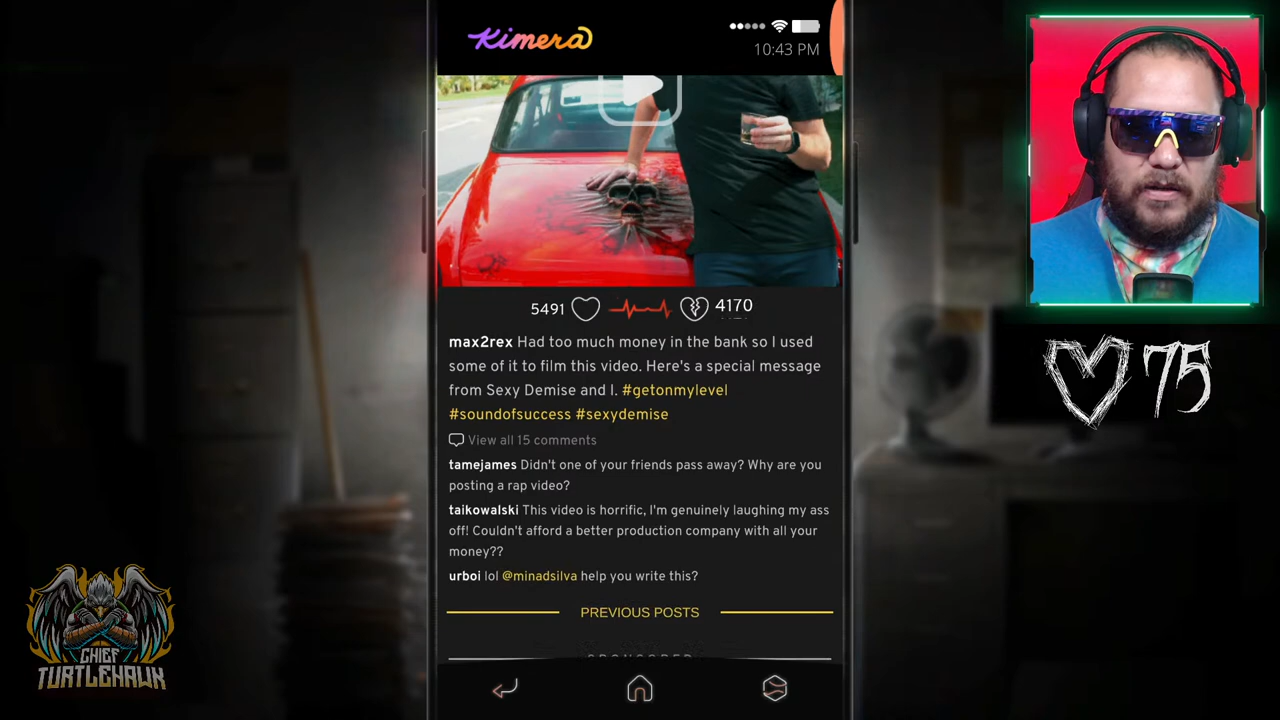 Kimera
10:43 PM
5491
4170
max2rex Had too much money in the bank so I used
some of it to film this video. Here's a special message
from Sexy Demise and I. #getonmylevel
#soundofsuccess #sexydemise
View all 15 comments
tamejames Didn't one of your friends pass away? Why are you
posting a rap video?
taikowalski This video is horrific, I'm genuinely laughing my ass
off! Couldn't afford a better production company with all your
money??
urboi lol @minadsilva help you write this?
PREVIOUS POSTS
SPONSORED
75
CHIEF
TURTLEHAWK